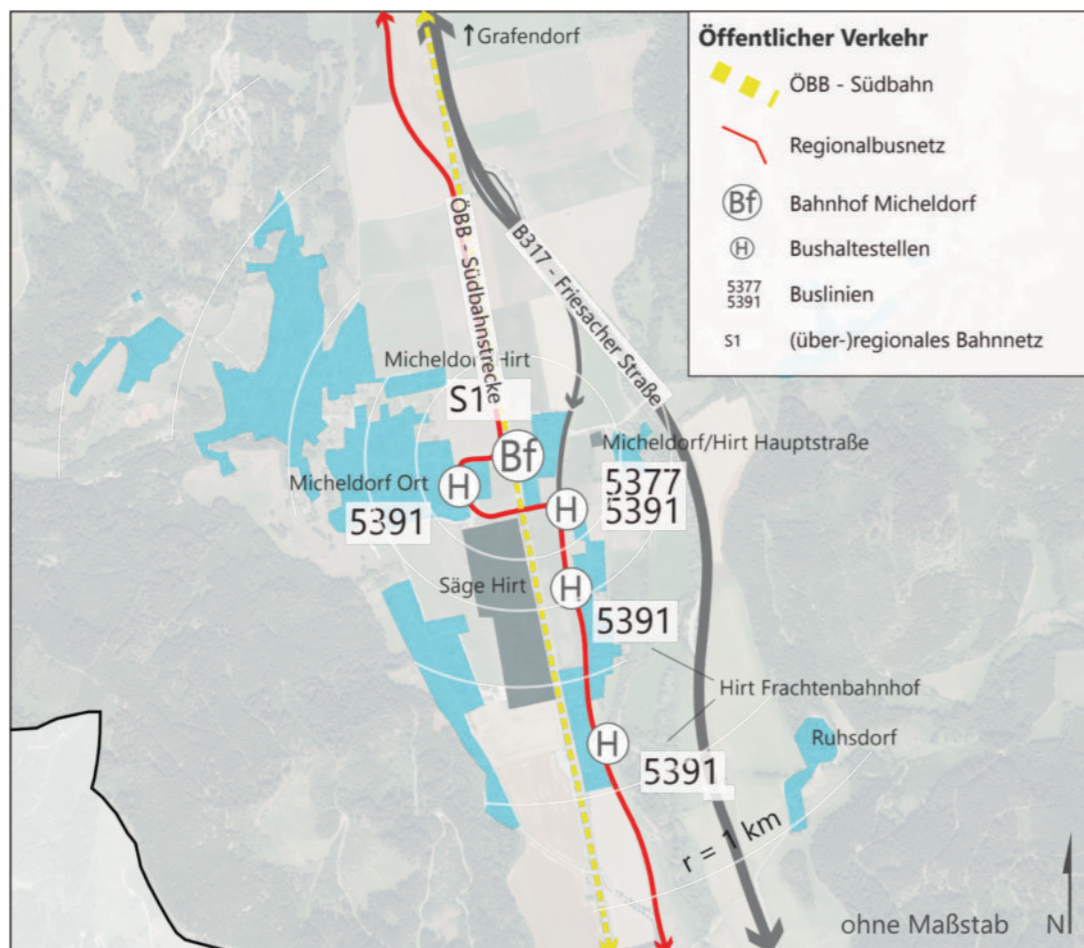 ↑Grafendorf
Öffentlicher Verkehr
ÖBB - Südbahn
Regionalbusnetz
Bf
Bahnhof Micheldorf
H
Bushaltestellen
5377
5391
Buslinien
S1
(über-)regionales Bahnnetz
ÖBB - Südbahnstrecke
B317 - Friesacher Straße
Micheldorf Hirt
S1
Bf
Micheldorf/Hirt Hauptstraße
Micheldorf Ort
H
5377
5391
5391
H
Säge Hirt
H
5391
Hirt Frachtenbahnhof
H
Ruhsdorf
5391
r = 1 km
ohne Maßstab
N